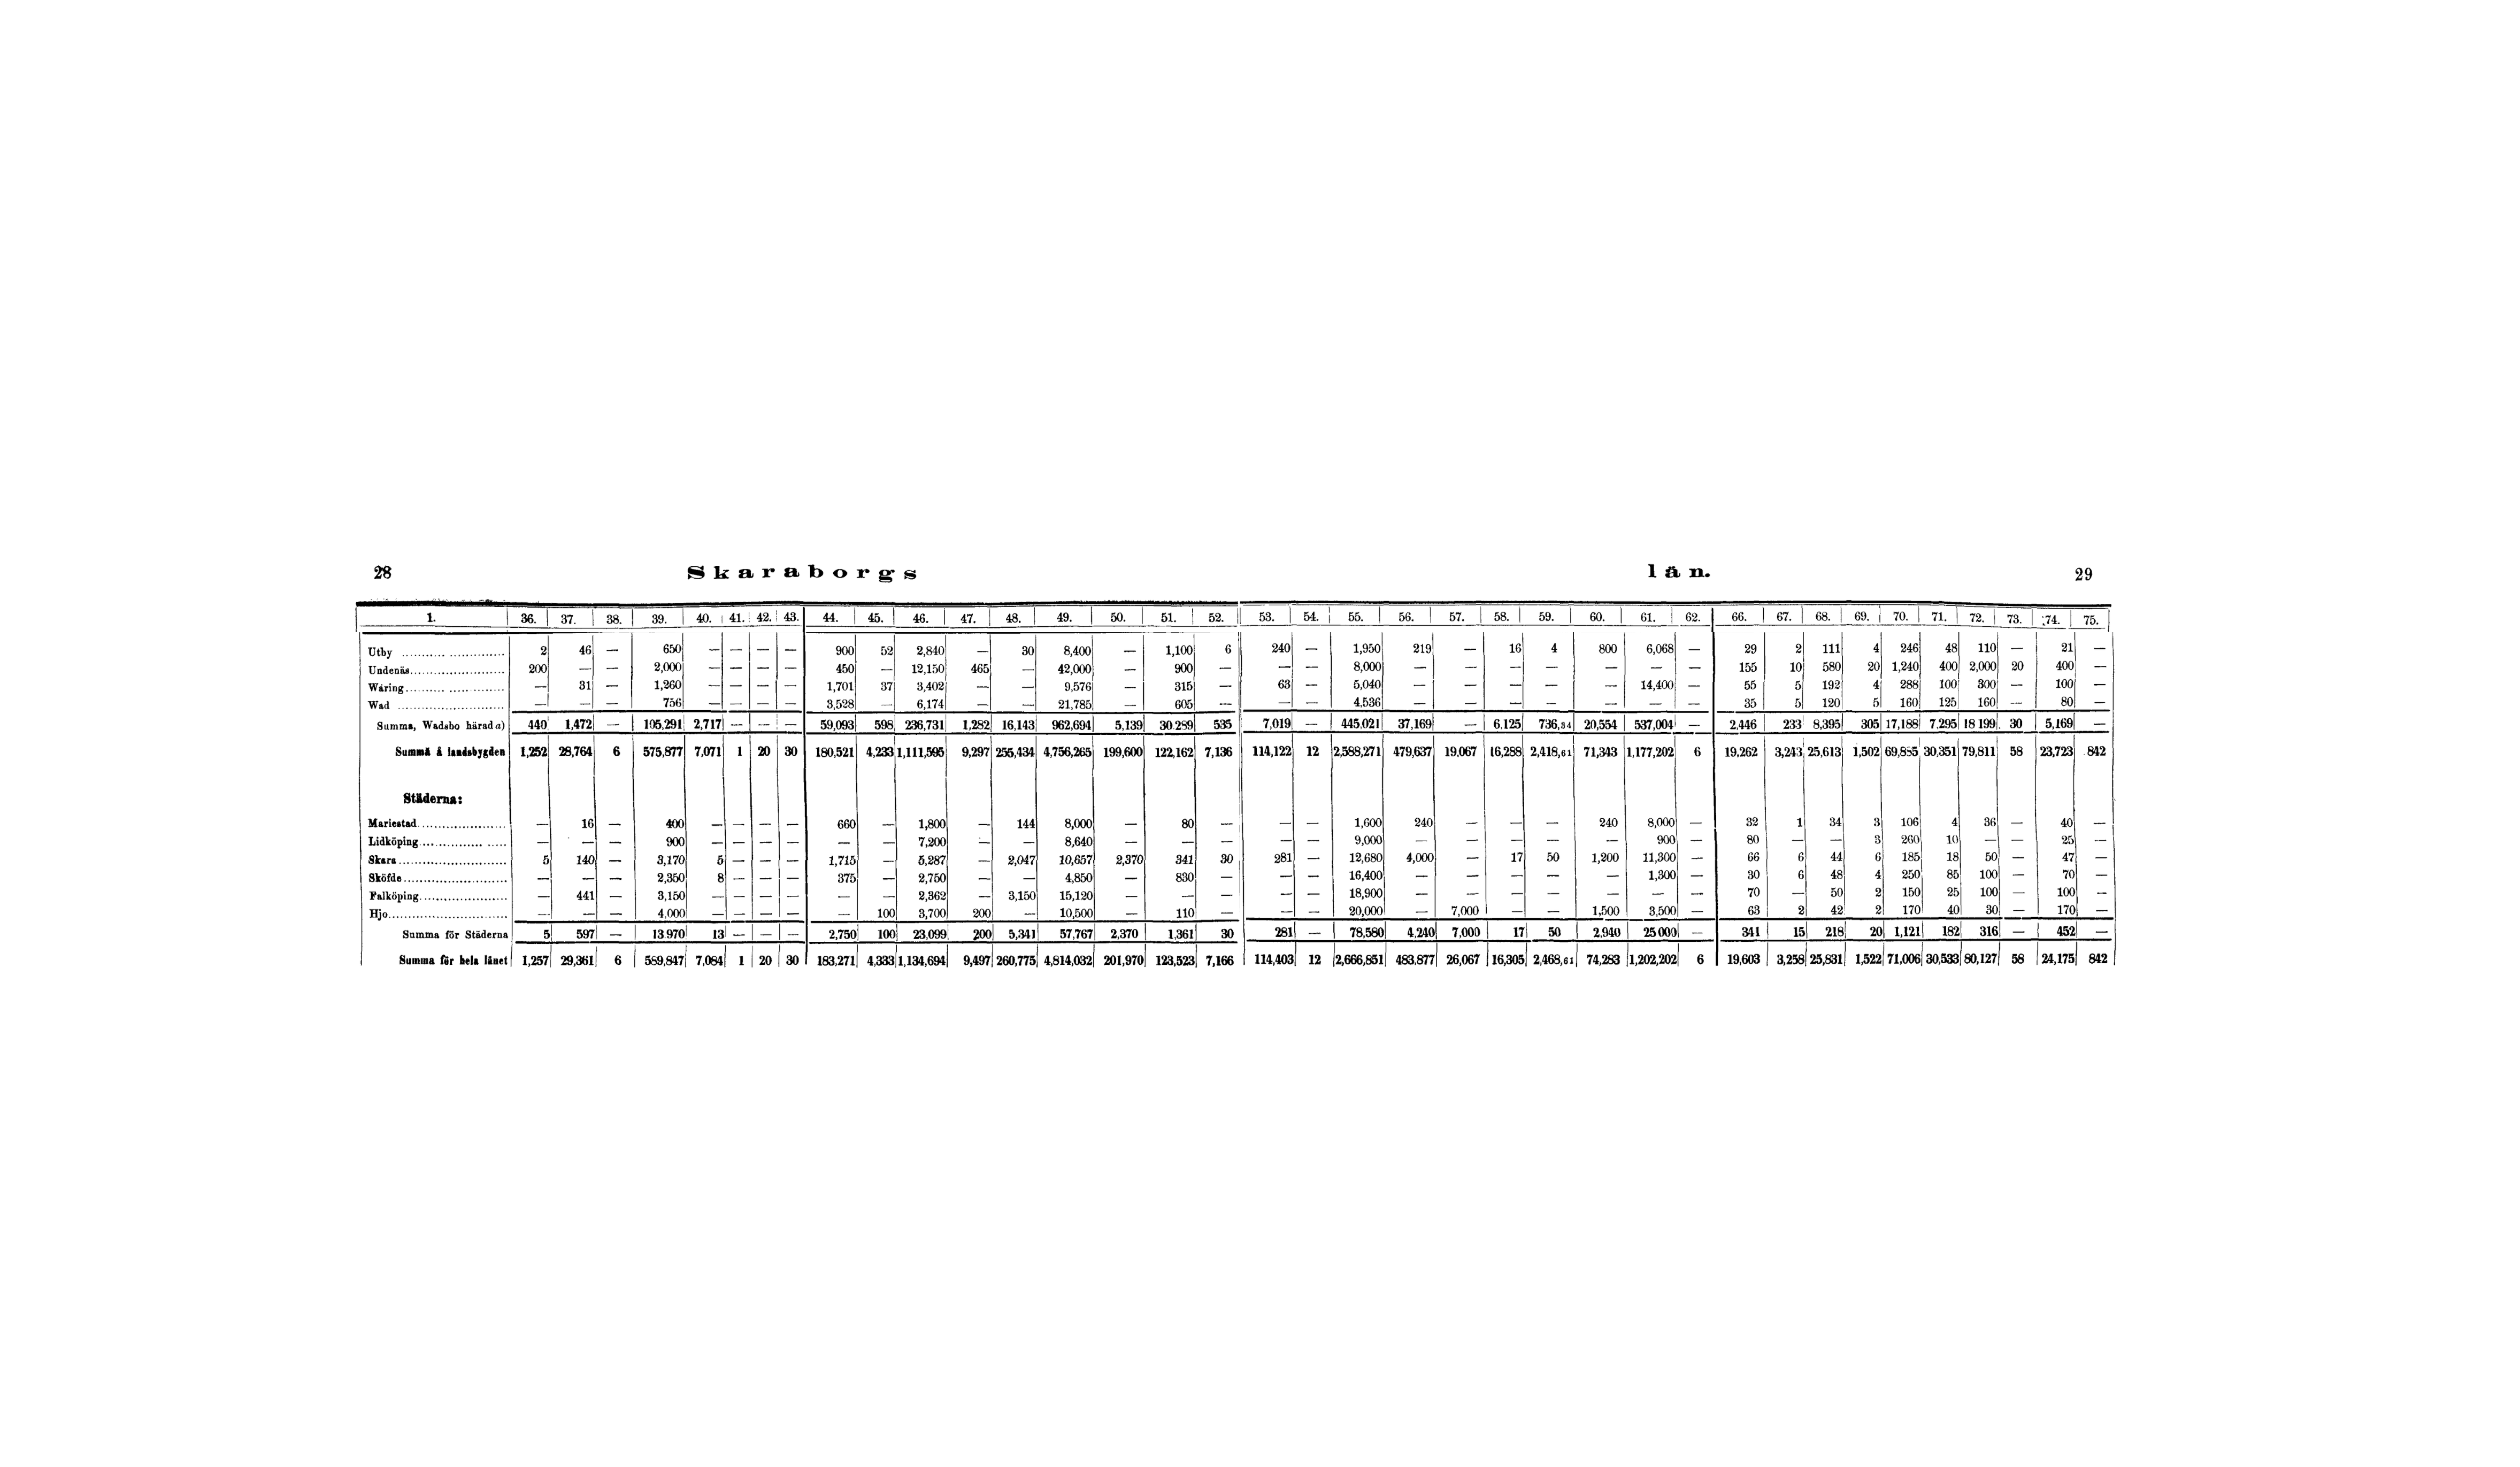 28 Skaraborgs län. 29
1. 36. 37. 38. 39. 40. 41. 42. 43. 44. 45. 46. 47. 48. 49. 50. 51. 52. 53. 54. 55. 56. 57. 58. 59. 60. 61. 62. 66. 67. 68. 69. 70. 71. 72. 73. 74. 75.
Utby ........................ 2 46 — 650 — — — — 900 52 2,840 — 30 8,400 — 1,100 6 240 — 1,950 219 — 16 4 800 6,068 — 29 2 111 4 246 48 110 — 21 —
Undenäs........................ 200 — — 2,000 — — — — 450 — 12,150 465 — 42,000 — 900 — — — 8,000 — — — — — — — 155 10 580 20 1,240 400 2,000 20 400 —
Wäring........................ — 31 — 1,260 — — — — 1,701 37 3,402 — — 9,576 — 315 — 63 — 5,040 — — — — — 14,400 — 55 5 192 4 288 100 300 — 100 —
Wad ........................ — — — 756 — — — — 3,528 — 6,174 — — 21,785 — 605 — — — 4,536 — — — — — — — 35 5 120 5 160 125 160 — 80 —
Summa, Wadsbo härad a) 440 1,472 — 105,291 2,717 — — — 59,093 598 236,731 1,282 16,143 962,694 5,139 30 289 535 7,019 — 445,021 37,169 — 6,125 736,34 20,554 537,004 — 2,446 233 8,395 305 17,188 7,295 18 199 30 5,169 —
Summa å landsbygden 1,252 28,764 6 575,877 7,071 1 20 30 180,521 4,233 1,111,595 9,297 255,434 4,756,265 199,600 122,162 7,136 114,122 12 2,588,271 479,637 19,067 16,288 2,418,61 71,343 1,177,202 6 19,262 3,243 25,613 1,502 69,885 30,351 79,811 58 23,723 842
Städerna:
Mariestad...................... — 16 — 400 — — — — 660 — 1,800 — 144 8,000 — 80 — — — 1,600 240 — — — 240 8,000 — 32 1 34 3 106 4 36 — 40 —
Lidköping...................... — — — 900 — — — — — — 7,200 — — 8,640 — — — — — 9,000 — — — — — 900 — 80 — — 3 260 10 — — 25 —
Skara........................... 5 140 — 3,170 5 — — — 1,715 — 5,287 — 2,047 10,657 2,370 341 30 281 — 12,680 4,000 — 17 50 1,200 11,300 — 66 6 44 6 185 18 50 — 47 —
Sköfde.......................... — — — 2,350 8 — — — 375 — 2,750 — — 4,850 — 830 — — — 16,400 — — — — — 1,300 — 30 6 48 4 250 85 100 — 70 —
Falköping....................... — 441 — 3,150 — — — — — — 2,362 — 3,150 15,120 — — — — — 18,900 — — — — — — — 70 — 50 2 150 25 100 — 100 —
Hjo.............................. — — — 4,000 — — — — — 100 3,700 200 — 10,500 — 110 — — — 20,000 — 7,000 — — 1,500 3,500 — 63 2 42 2 170 40 30 — 170 —
Summa för Städerna 5 597 — 13 970 13 — — — 2,750 100 23,099 200 5,341 57,767 2,370 1,361 30 281 — 78,580 4,240 7,000 17 50 2,940 25 000 — 341 15 218 20 1,121 182 316 — 452 —
Summa för hela länet 1,257 29,361 6 589,847 7,084 1 20 30 183,271 4,333 1,134,694 9,497 260,775 4,814,032 201,970 123,523 7,166 114,403 12 2,666,851 483,877 26,067 16,305 2,468,61 74,283 1,202,202 6 19,603 3,258 25,831 1,522 71,006 30,533 80,127 58 24,175 842